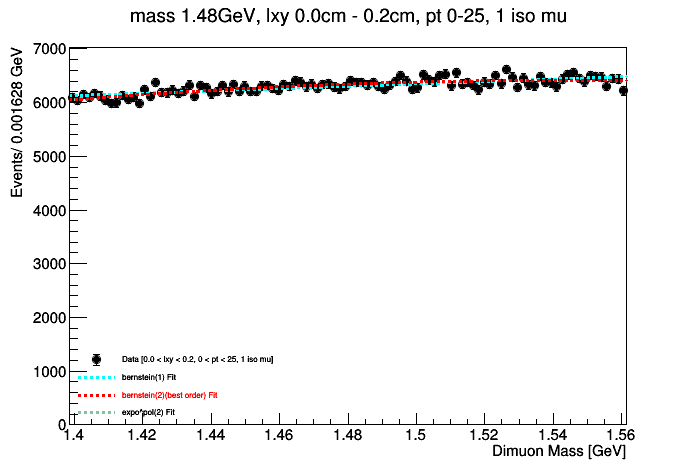 mass 1.48GeV, lxy 0.0cm - 0.2cm, pt 0-25, 1 iso mu
Events/ 0.001628 GeV
7000
6000
5000
4000
3000
2000
1000
0
Data [0.0 < lxy < 0.2, 0 < pt < 25, 1 iso mu]
bernstein(1) Fit
bernstein(2)(best order) Fit
expo*pol(2) Fit
1.4 1.42 1.44 1.46 1.48 1.5 1.52 1.54 1.56
Dimuon Mass [GeV]